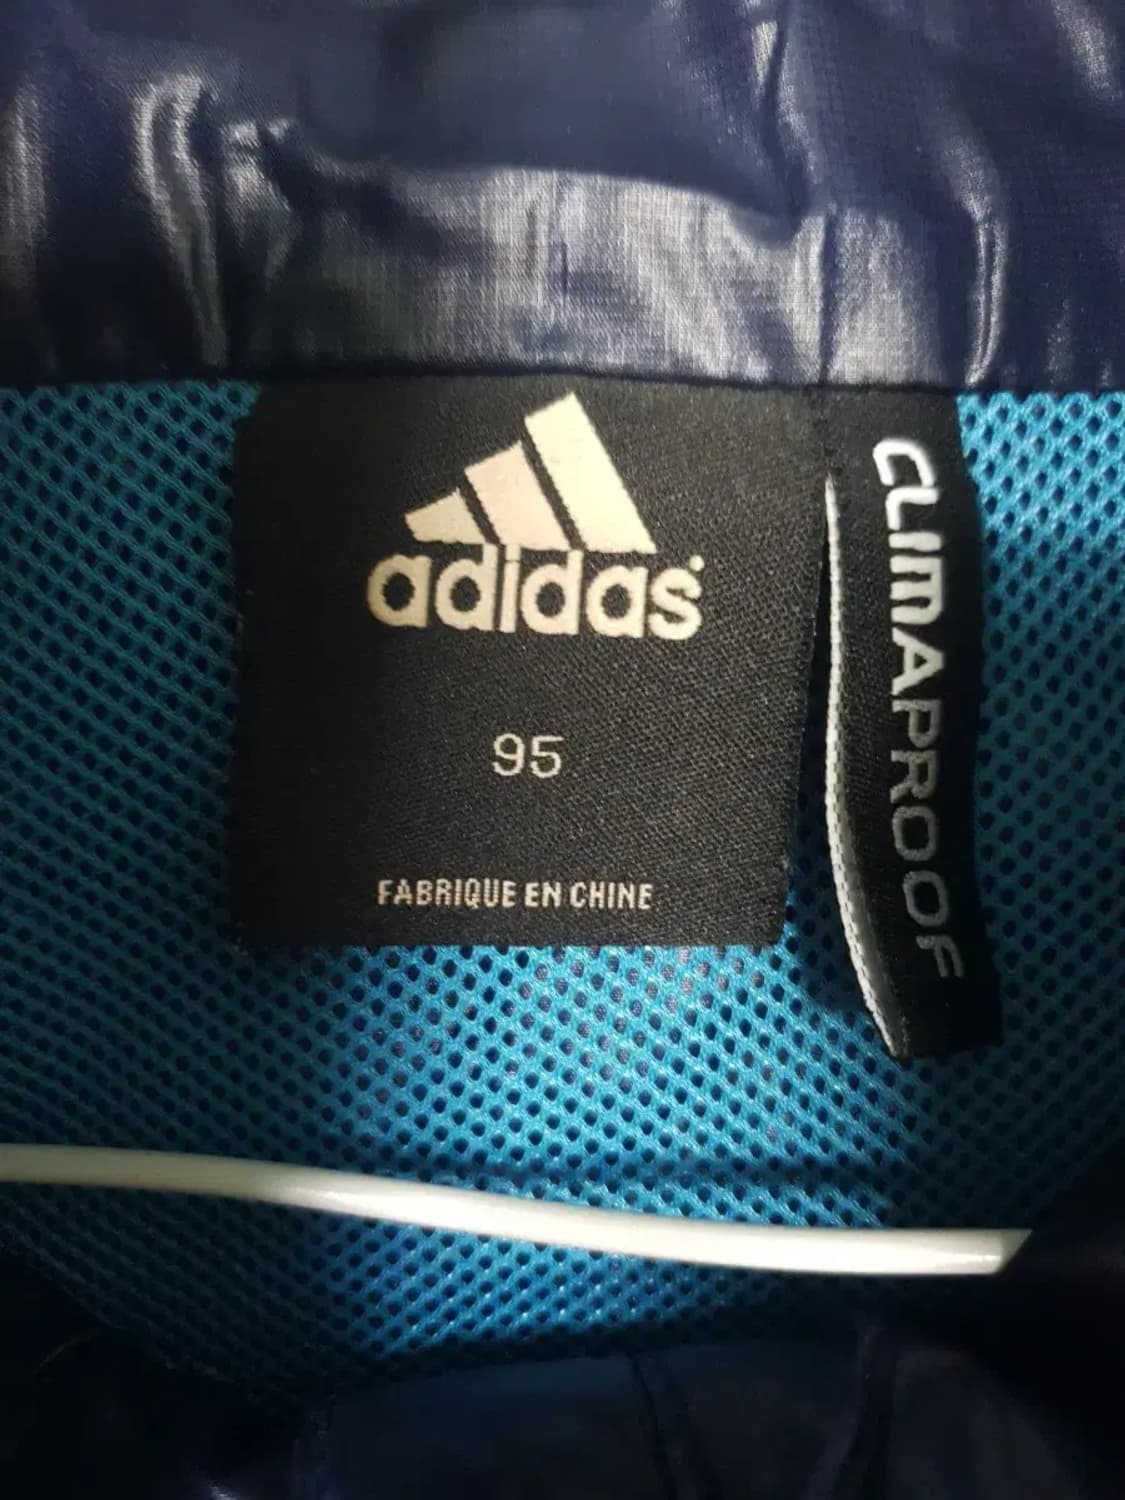 adidas
95
FABRIQUE EN CHINE
CLIMAPROOF